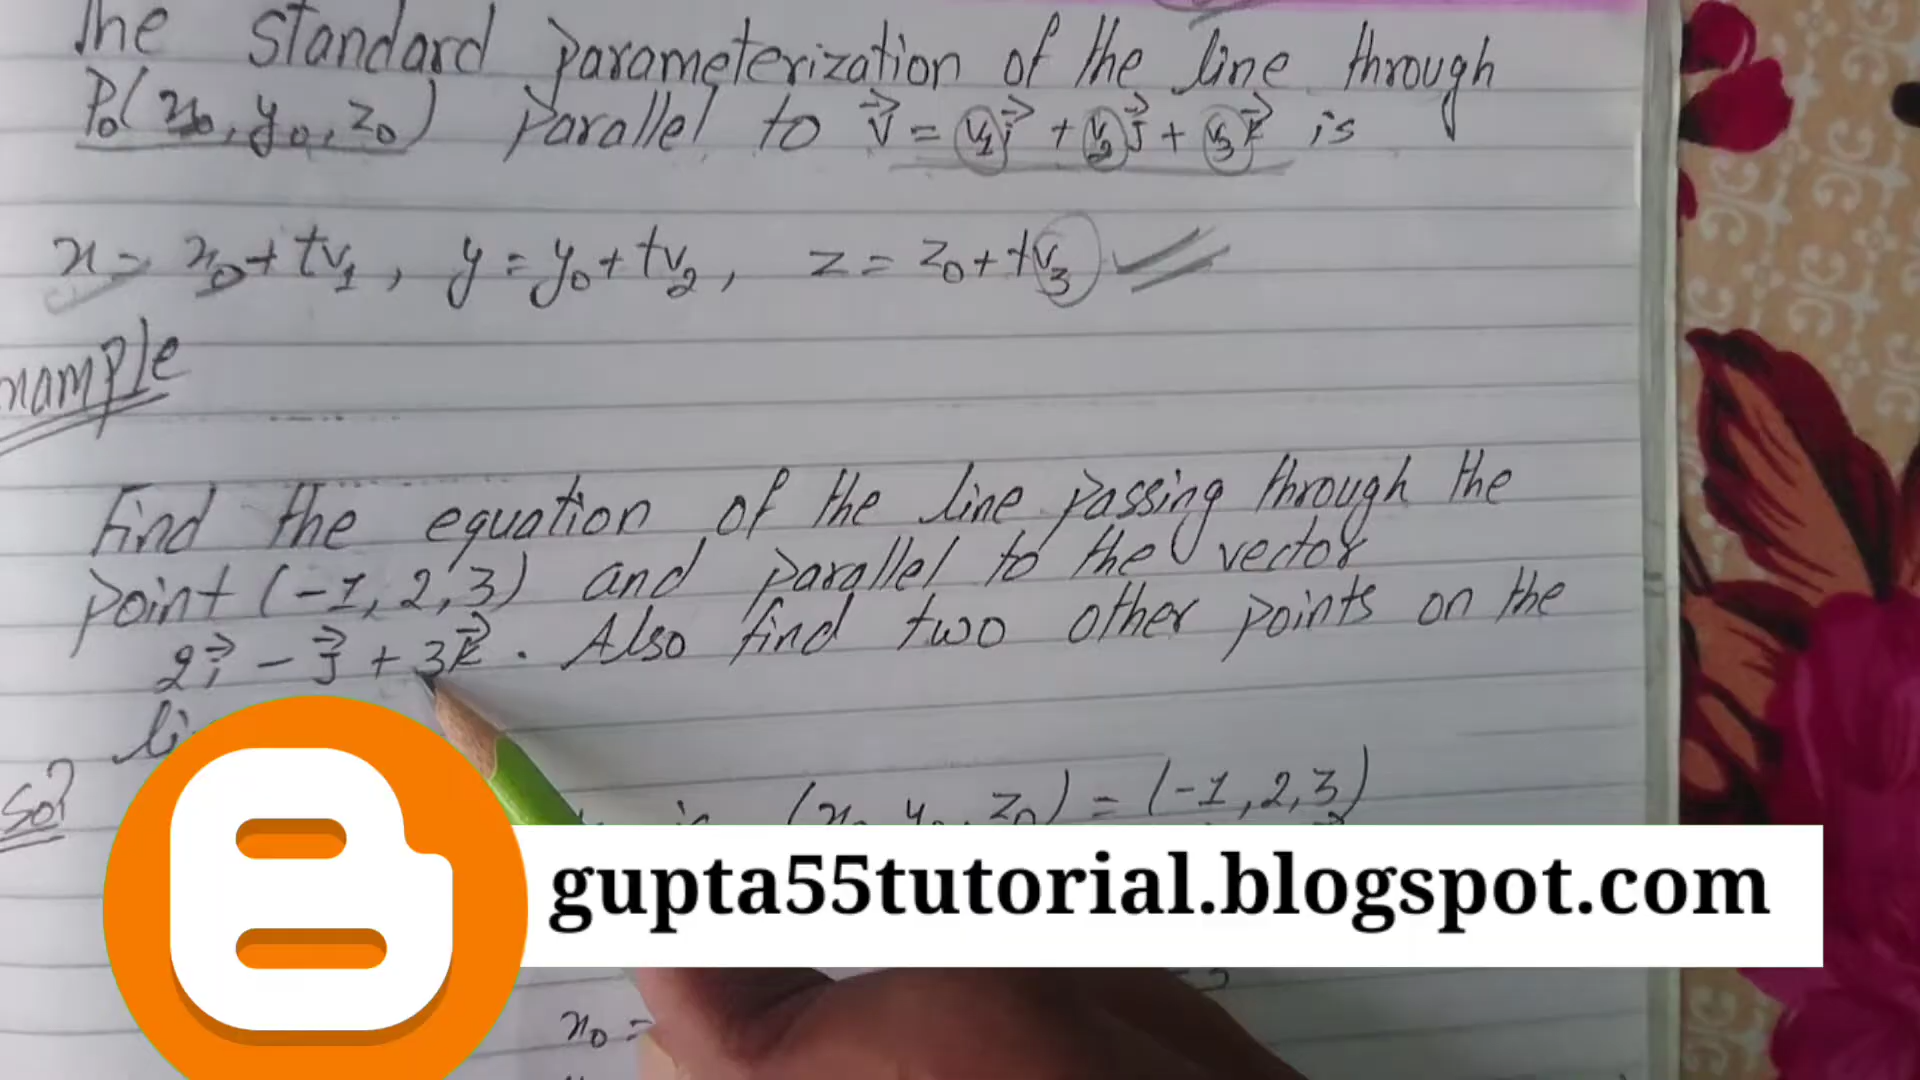 The standard parameterization of the line through
P₀(x₀, y₀, z₀) parallel to v⃗ = v₁i⃗ + v₂j⃗ + v₃k⃗ is
x = x₀ + tv₁, y = y₀ + tv₂, z = z₀ + tv₃
xample
Find the equation of the line passing through the
point (-1, 2, 3) and parallel to the vector
2i⃗ - j⃗ + 3k⃗. Also find two other points on the
li
Sol
(x₀, y₀, z₀) = (-1, 2, 3)
gupta55tutorial.blogspot.com
x₀ =